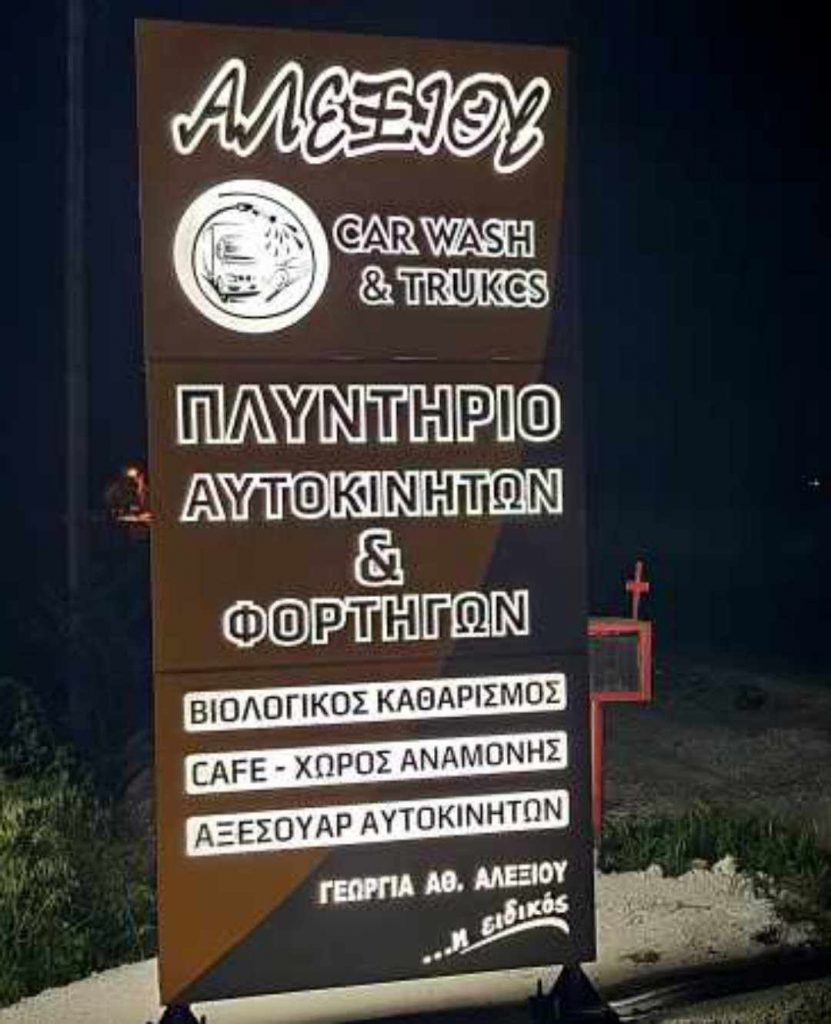 ΑΛΕΞΙΟΥ
CAR WASH
& TRUKCS
ΠΛΥΝΤΗΡΙΟ
ΑΥΤΟΚΙΝΗΤΩΝ
&
ΦΟΡΤΗΓΩΝ
ΒΙΟΛΟΓΙΚΟΣ ΚΑΘΑΡΙΣΜΟΣ
CAFE - ΧΩΡΟΣ ΑΝΑΜΟΝΗΣ
ΑΞΕΣΟΥΑΡ ΑΥΤΟΚΙΝΗΤΩΝ
ΓΕΩΡΓΙΑ ΑΘ. ΑΛΕΞΙΟΥ
...η ειδικός